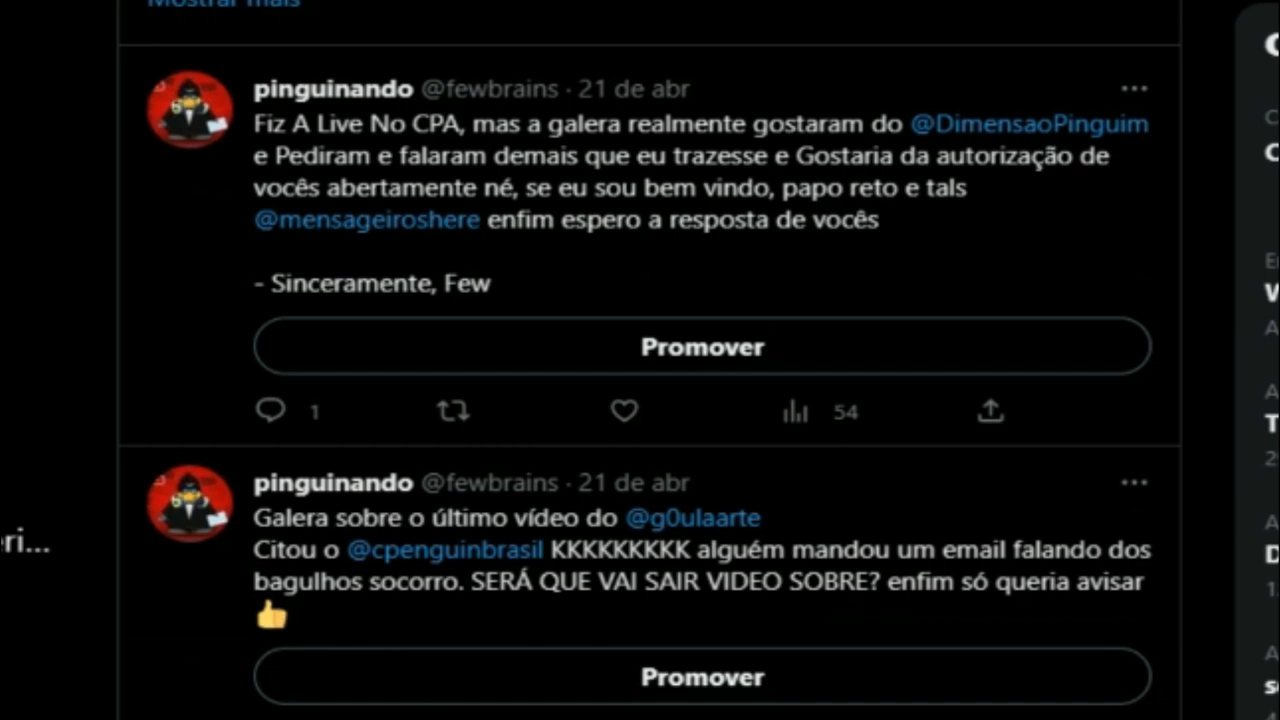 Mostrar mais
pinguinando @fewbrains · 21 de abr
Fiz A Live No CPA, mas a galera realmente gostaram do @DimensaoPinguim
e Pediram e falaram demais que eu trazesse e Gostaria da autorização de
vocês abertamente né, se eu sou bem vindo, papo reto e tals
@mensageiroshere enfim espero a resposta de vocês
- Sinceramente, Few
Promover
1 54
pinguinando @fewbrains · 21 de abr
Galera sobre o último vídeo do @g0ulaarte
Citou o @cpenguinbrasil KKKKKKKKK alguém mandou um email falando dos
bagulhos socorro. SERÁ QUE VAI SAIR VIDEO SOBRE? enfim só queria avisar
👍
ri...
Promover